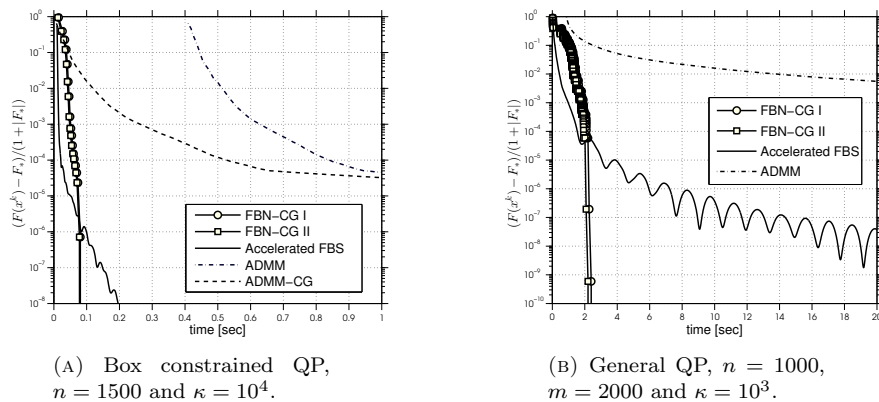 10⁰
10⁻¹
10⁻²
10⁻³
10⁻⁴
10⁻⁵
10⁻⁶
10⁻⁷
10⁻⁸
(F(xᵏ) − F⋆)/(1 + |F⋆|)
FBN−CG I
FBN−CG II
Accelerated FBS
ADMM
ADMM−CG
0 0.1 0.2 0.3 0.4 0.5 0.6 0.7 0.8 0.9 1
time [sec]
(A) Box constrained QP,
n = 1500 and κ = 10⁴.
10⁰
10⁻¹
10⁻²
10⁻³
10⁻⁴
10⁻⁵
10⁻⁶
10⁻⁷
10⁻⁸
10⁻⁹
10⁻¹⁰
(F(xᵏ) − F⋆)/(1 + |F⋆|)
FBN−CG I
FBN−CG II
Accelerated FBS
ADMM
0 2 4 6 8 10 12 14 16 18 20
time [sec]
(B) General QP, n = 1000,
m = 2000 and κ = 10³.